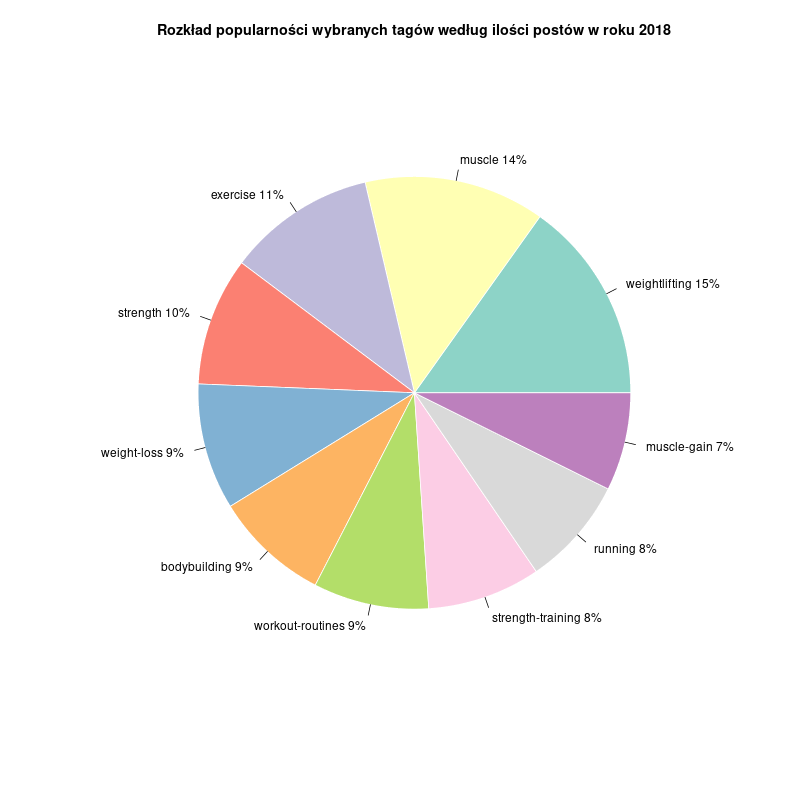 Rozkład popularności wybranych tagów według ilości postów w roku 2018
muscle 14%
exercise 11%
weightlifting 15%
strength 10%
muscle-gain 7%
weight-loss 9%
running 8%
bodybuilding 9%
strength-training 8%
workout-routines 9%